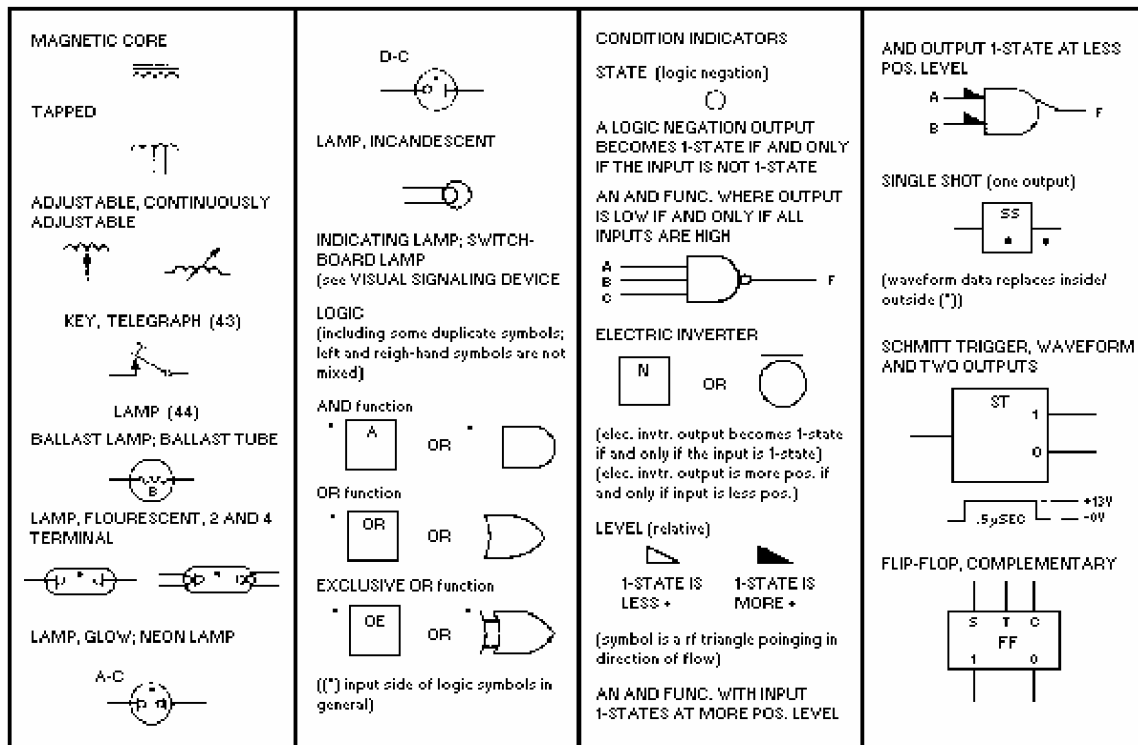 MAGNETIC CORE
TAPPED
ADJUSTABLE, CONTINUOUSLY
ADJUSTABLE
KEY, TELEGRAPH (43)
LAMP (44)
BALLAST LAMP; BALLAST TUBE
B
LAMP, FLOURESCENT, 2 AND 4
TERMINAL
LAMP, GLOW; NEON LAMP
A-C
D-C
LAMP, INCANDESCENT
INDICATING LAMP; SWITCH-
BOARD LAMP
(see VISUAL SIGNALING DEVICE
LOGIC
(including some duplicate symbols;
left and reigh-hand symbols are not
mixed)
AND function
* A OR *
OR function
* OR OR
EXCLUSIVE OR function
* OE OR *
((*) input side of logic symbols in
general)
CONDITION INDICATORS
STATE (logic negation)
A LOGIC NEGATION OUTPUT
BECOMES 1-STATE IF AND ONLY
IF THE INPUT IS NOT 1-STATE
AN AND FUNC. WHERE OUTPUT
IS LOW IF AND ONLY IF ALL
INPUTS ARE HIGH
A
B F
C
ELECTRIC INVERTER
N OR
(elec. invtr. output becomes 1-state
if and only if the input is 1-state)
(elec. invtr. output is more pos. if
and only if input is less pos.)
LEVEL (relative)
1-STATE IS 1-STATE IS
LESS + MORE +
(symbol is a rf triangle poinging in
direction of flow)
AN AND FUNC. WITH INPUT
1-STATES AT MORE POS. LEVEL
AND OUTPUT 1-STATE AT LESS
POS. LEVEL
A F
B
SINGLE SHOT (one output)
SS
* *
(waveform data replaces inside/
outside (*))
SCHMITT TRIGGER, WAVEFORM
AND TWO OUTPUTS
ST
1
0
+13V
.5µSEC -0V
FLIP-FLOP, COMPLEMENTARY
S T C
FF
1 0